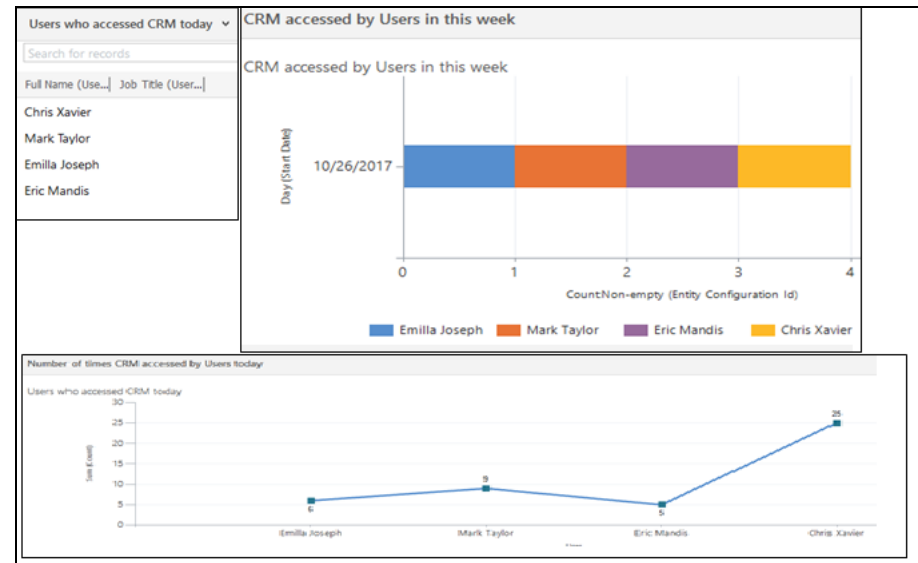 Users who accessed CRM today
Search for records
Full Name (Use... Job Title (User...
Chris Xavier
Mark Taylor
Emilla Joseph
Eric Mandis
CRM accessed by Users in this week
CRM accessed by Users in this week
Day (Start Date)
10/26/2017
0 1 2 3 4
Count:Non-empty (Entity Configuration Id)
Emilla Joseph Mark Taylor Eric Mandis Chris Xavier
Number of times CRM accessed by Users today
Users who accessed CRM today
Sum (Count)
30
25
20
15
10
5
0
6
9
5
25
Emilla Joseph Mark Taylor Eric Mandis Chris Xavier